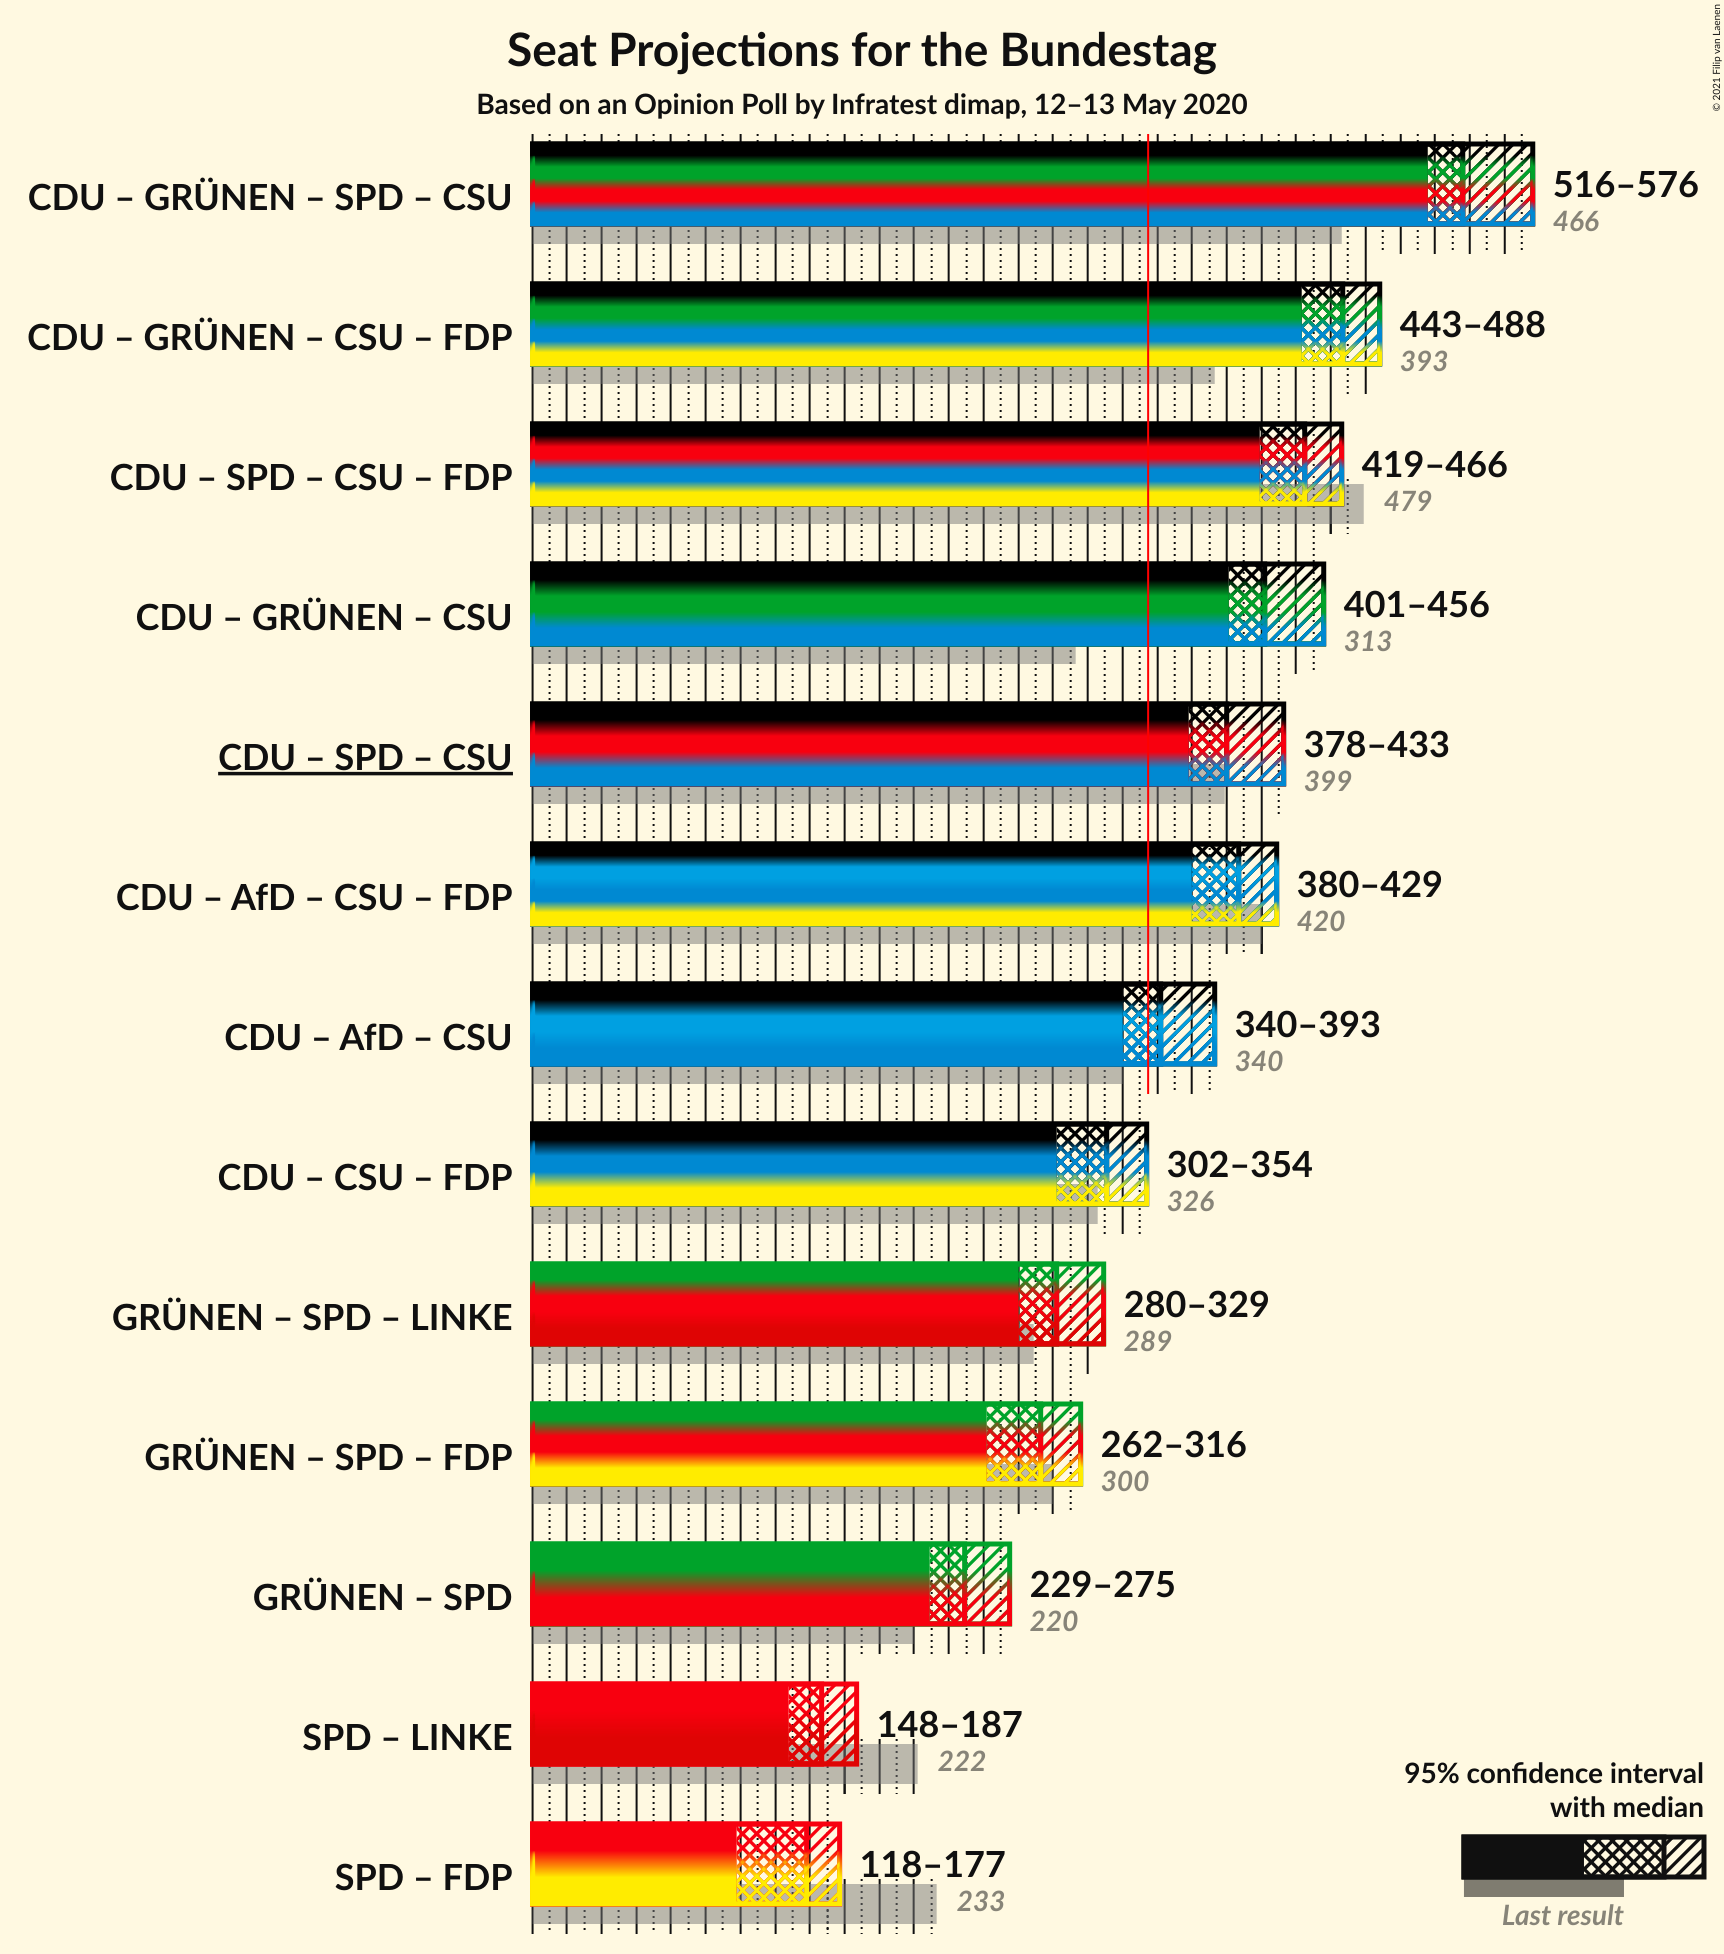 © 2021 Filip van Laenen
Seat Projections for the Bundestag
Based on an Opinion Poll by Infratest dimap, 12–13 May 2020
CDU – GRÜNEN – SPD – CSU
516–576
466
CDU – GRÜNEN – CSU – FDP
443–488
393
CDU – SPD – CSU – FDP
419–466
479
CDU – GRÜNEN – CSU
401–456
313
CDU – SPD – CSU
378–433
399
CDU – AfD – CSU – FDP
380–429
420
CDU – AfD – CSU
340–393
340
CDU – CSU – FDP
302–354
326
GRÜNEN – SPD – LINKE
280–329
289
GRÜNEN – SPD – FDP
262–316
300
GRÜNEN – SPD
229–275
220
SPD – LINKE
148–187
222
SPD – FDP
118–177
233
95% confidence interval
with median
Last result